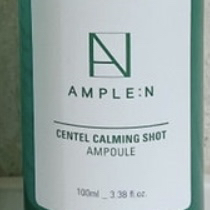 AMPLE:N
CENTEL CALMING SHOT
AMPOULE
100ml _ 3.38 fl.oz.